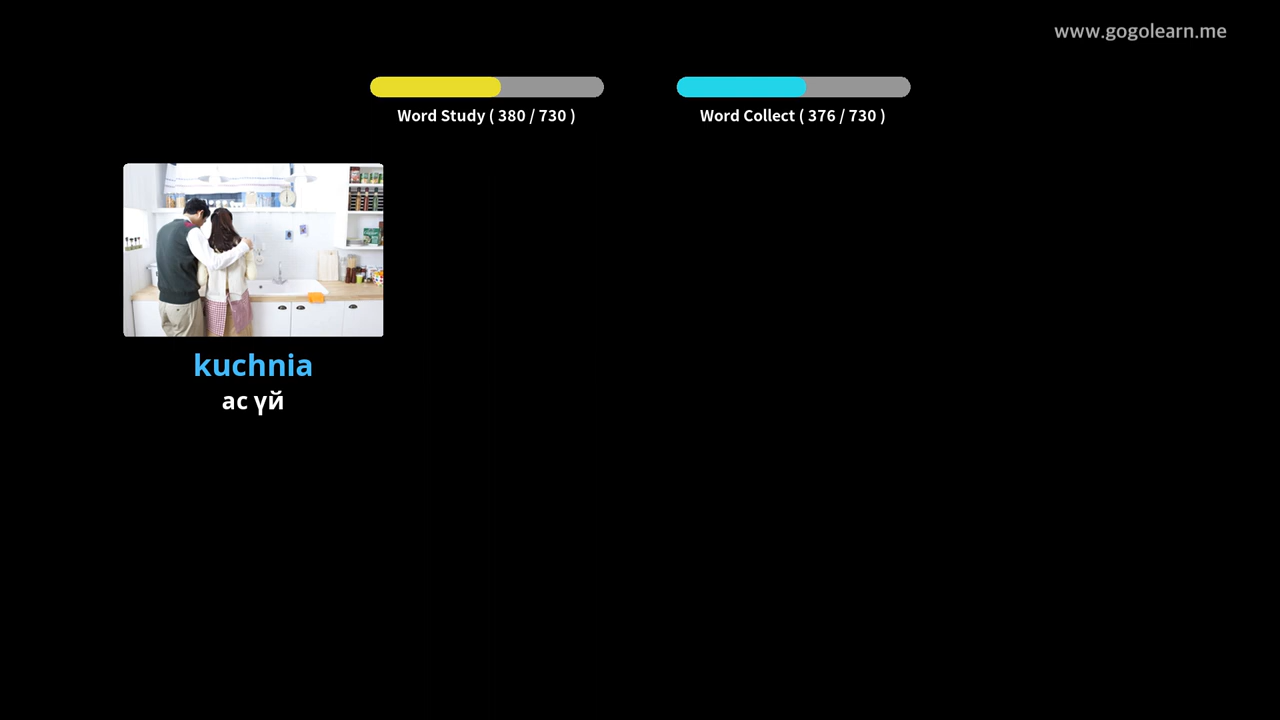 www.gogolearn.me
Word Study ( 380 / 730 )
Word Collect ( 376 / 730 )
kuchnia
ас үй